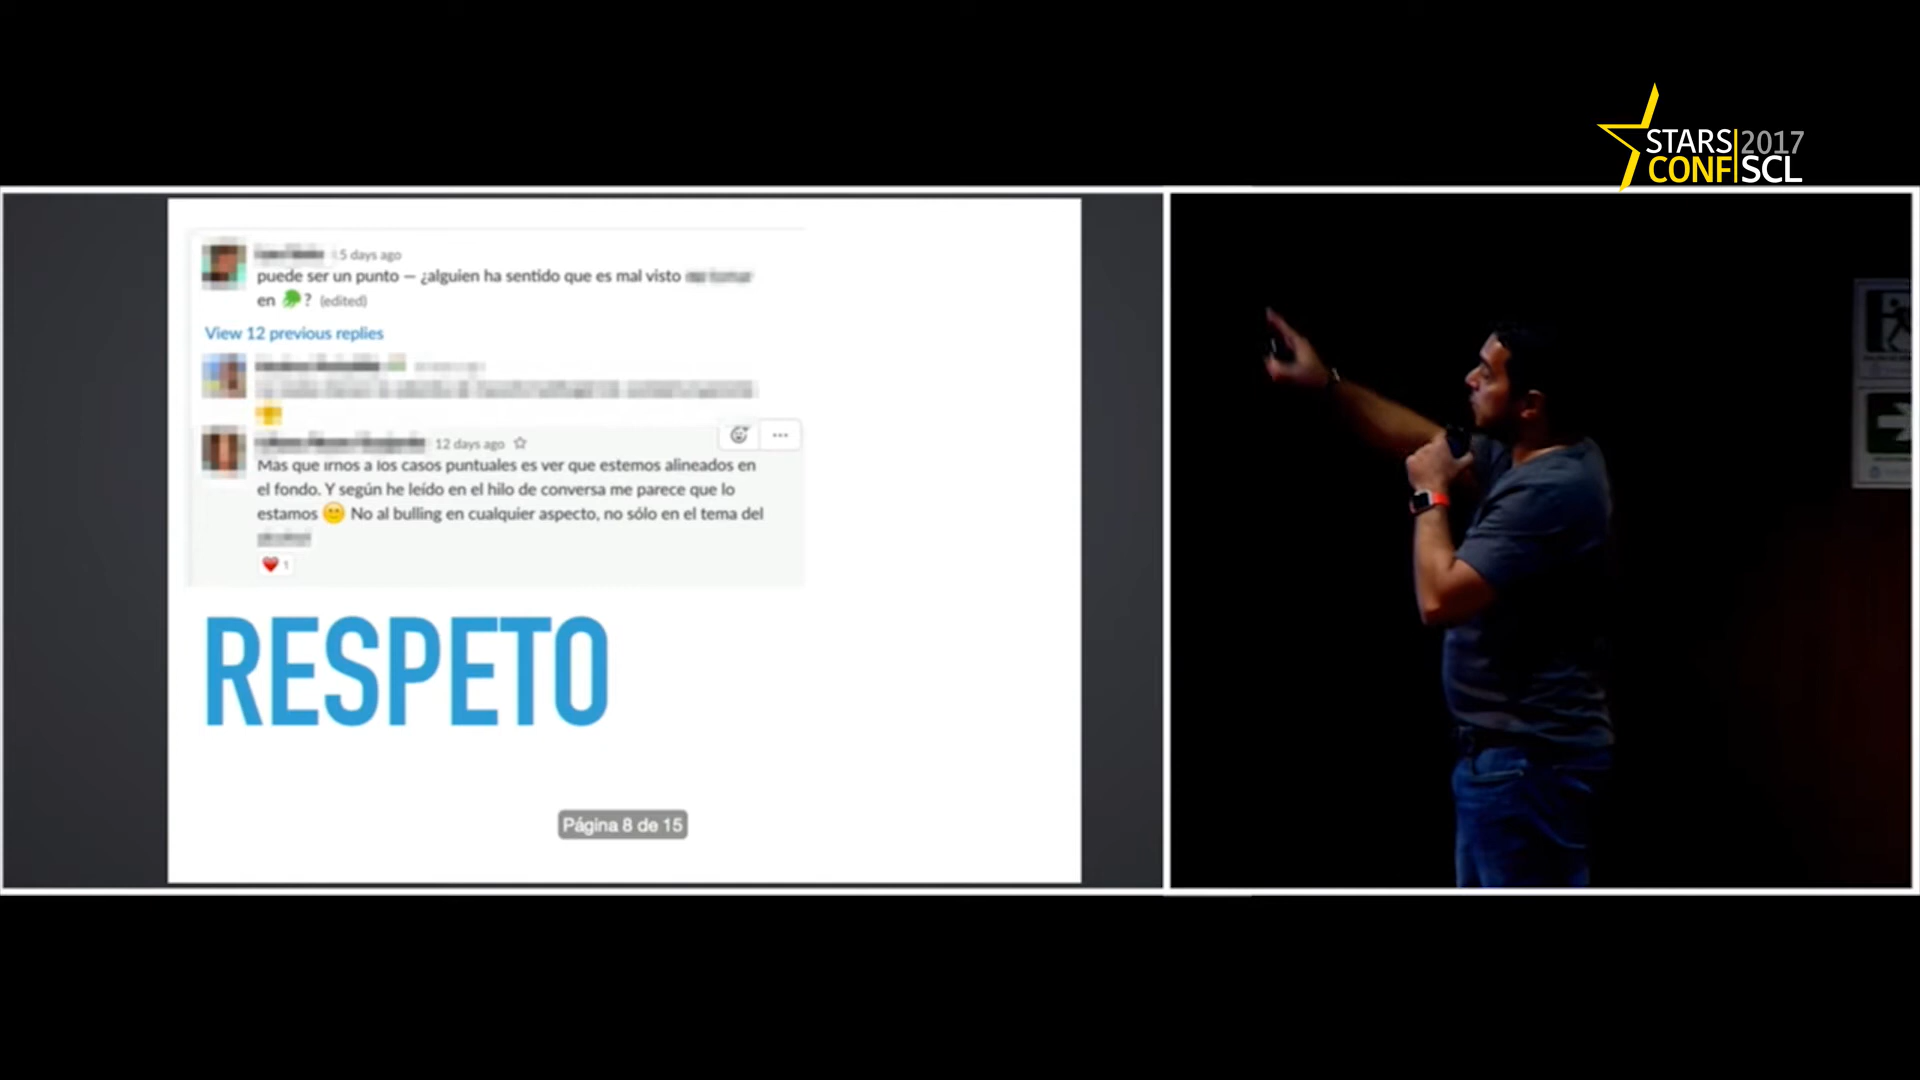 STARS 2017
CONF SCL
5 days ago
puede ser un punto — ¿alguien ha sentido que es mal visto
en ? (edited)
View 12 previous replies
12 days ago
Mas que irnos a los casos puntuales es ver que estemos alineados en
el fondo. Y según he leído en el hilo de conversa me parece que lo
estamos 🙂 No al bulling en cualquier aspecto, no sólo en el tema del
1
RESPETO
Página 8 de 15